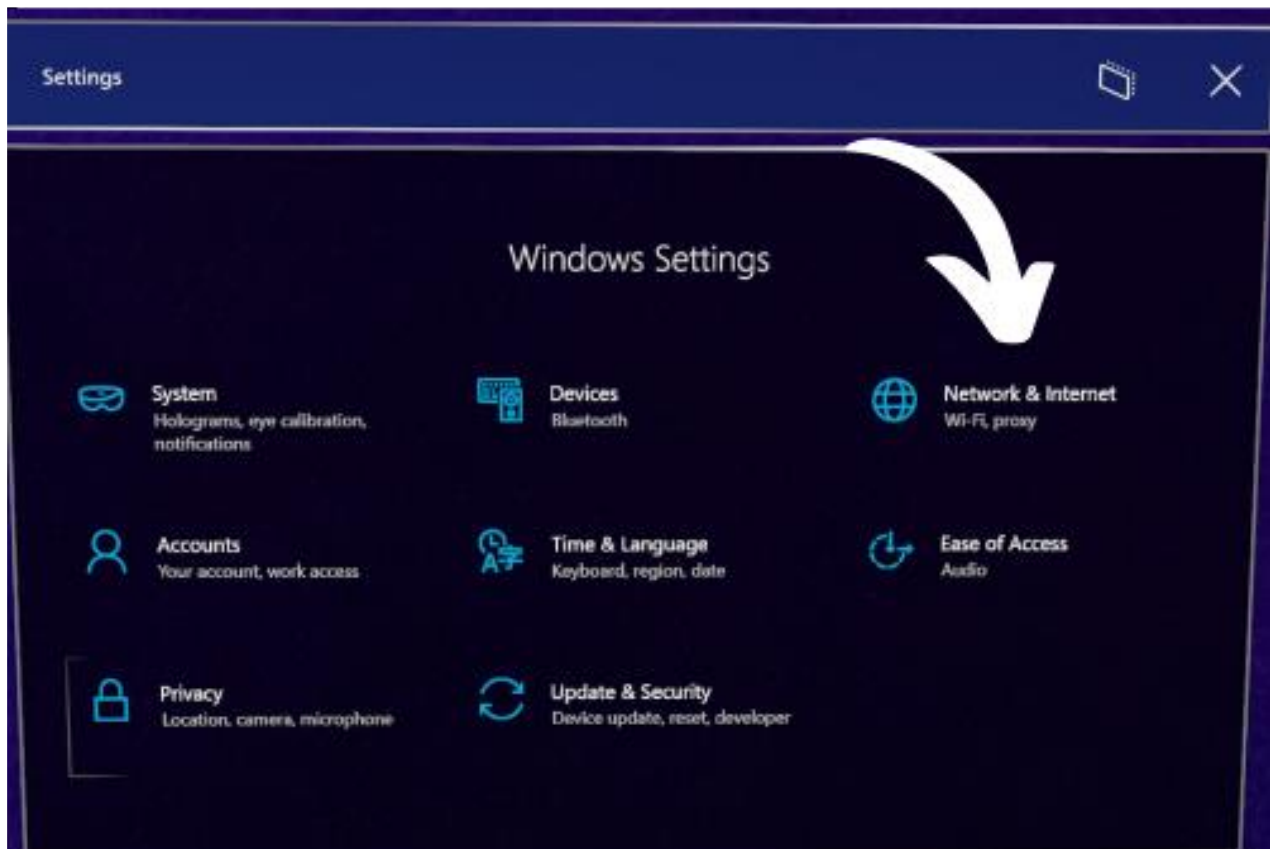 Settings
Windows Settings
System
Holograms, eye calibration,
notifications
Devices
Bluetooth
Network & Internet
Wi-Fi, proxy
Accounts
Your account, work access
Time & Language
Keyboard, region, date
Ease of Access
Audio
Privacy
Location, camera, microphone
Update & Security
Device update, reset, developer